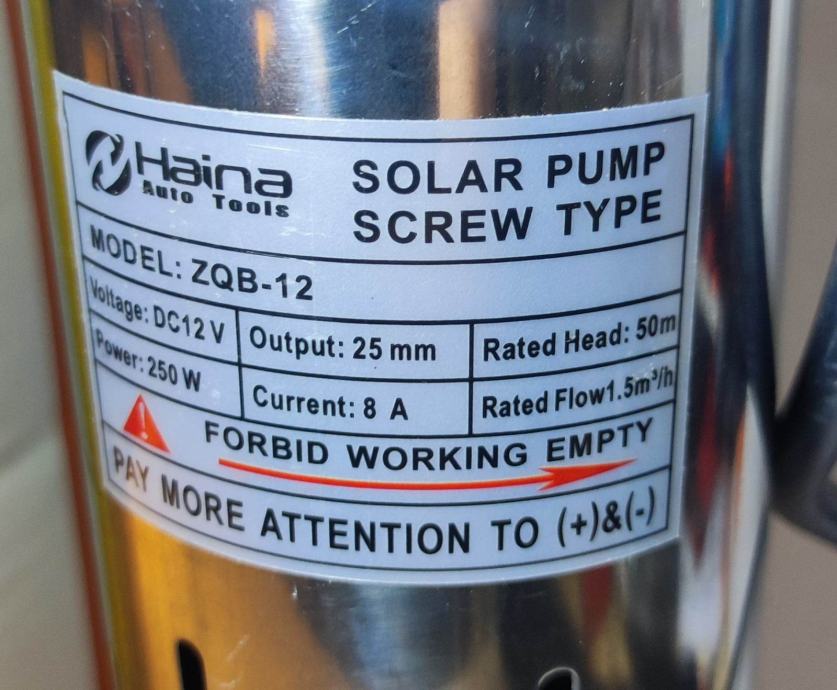 Haina
Auto Tools
SOLAR PUMP
SCREW TYPE
MODEL: ZQB-12
Voltage: DC12 V
Output: 25 mm
Rated Head: 50m
Power: 250 W
Current: 8 A
Rated Flow1.5m³/h
FORBID WORKING EMPTY
PAY MORE ATTENTION TO (+)&(-)